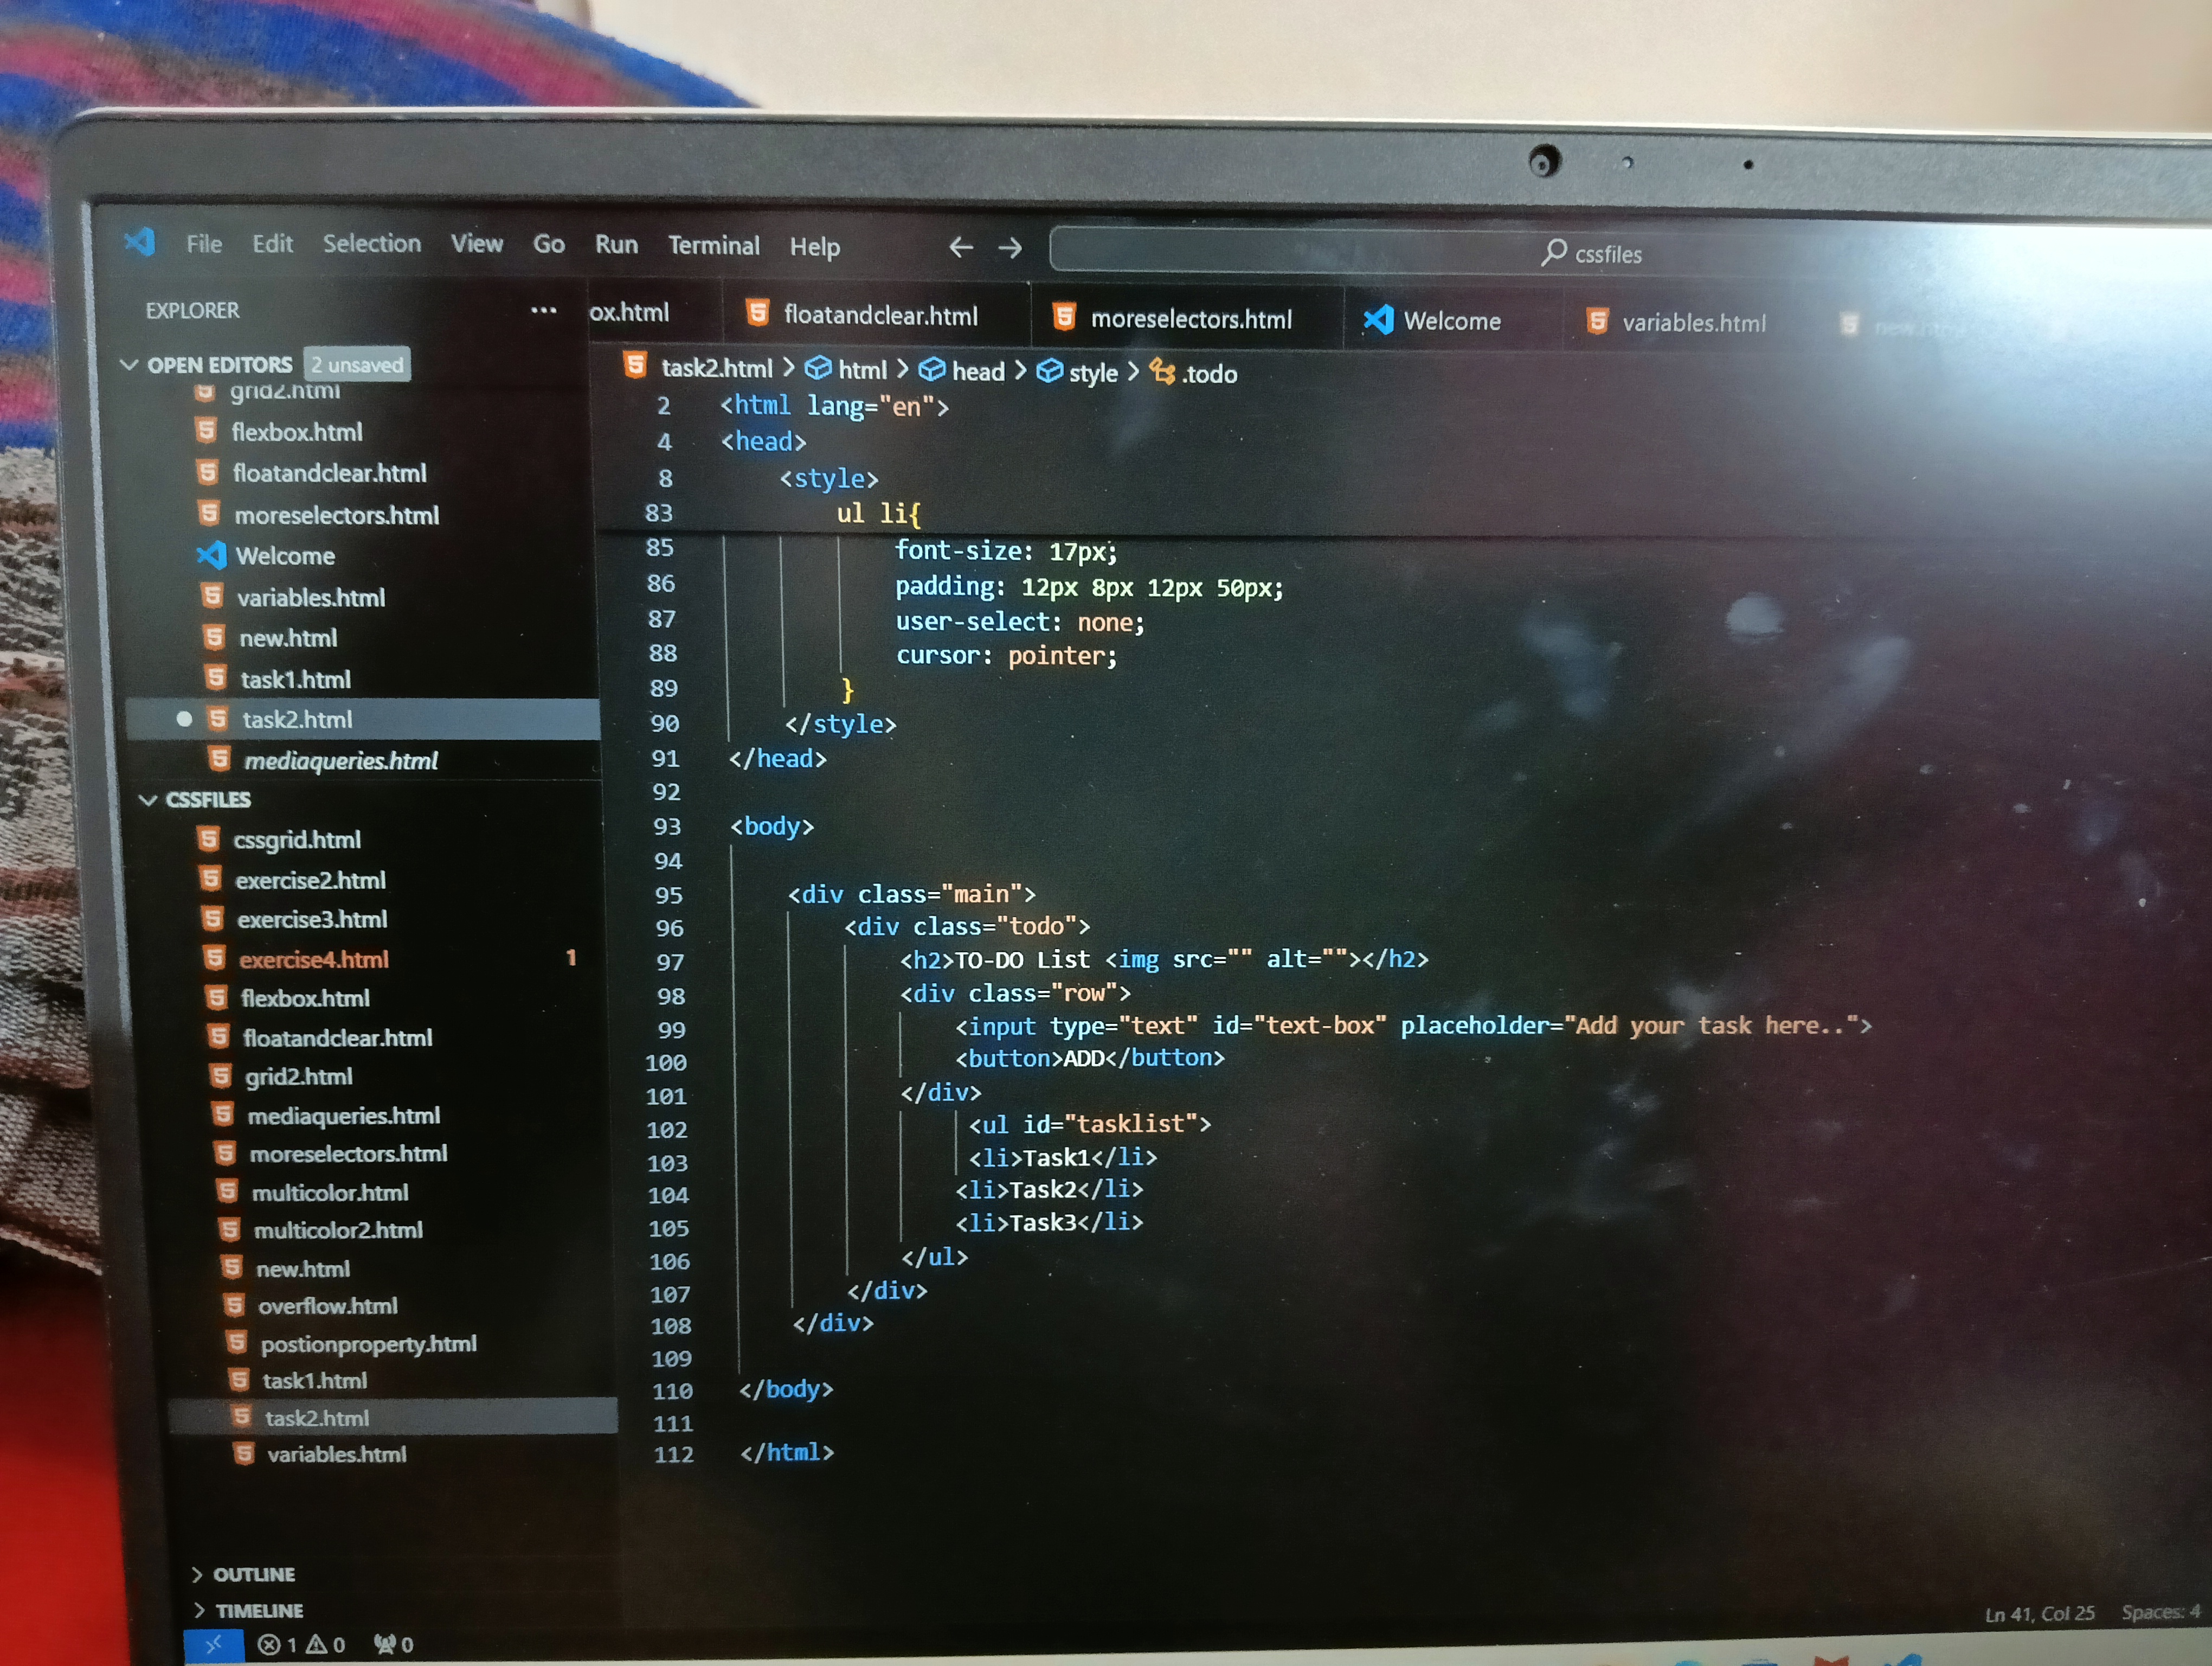 File Edit Selection View Go Run Terminal Help
cssfiles
EXPLORER
ox.html floatandclear.html moreselectors.html Welcome variables.html
OPEN EDITORS 2 unsaved
grid2.html
flexbox.html
floatandclear.html
moreselectors.html
Welcome
variables.html
new.html
task1.html
task2.html
mediaqueries.html
CSSFILES
cssgrid.html
exercise2.html
exercise3.html
exercise4.html 1
flexbox.html
floatandclear.html
grid2.html
mediaqueries.html
moreselectors.html
multicolor.html
multicolor2.html
new.html
overflow.html
postionproperty.html
task1.html
task2.html
variables.html
OUTLINE
TIMELINE
task2.html > html > head > style > .todo
2 <html lang="en">
4 <head>
8 <style>
83 ul li{
85 font-size: 17px;
86 padding: 12px 8px 12px 50px;
87 user-select: none;
88 cursor: pointer;
89 }
90 </style>
91 </head>
92
93 <body>
94
95 <div class="main">
96 <div class="todo">
97 <h2>TO-DO List <img src="" alt=""></h2>
98 <div class="row">
99 <input type="text" id="text-box" placeholder="Add your task here..">
100 <button>ADD</button>
101 </div>
102 <ul id="tasklist">
103 <li>Task1</li>
104 <li>Task2</li>
105 <li>Task3</li>
106 </ul>
107 </div>
108 </div>
109
110 </body>
111
112 </html>
1 0 0
Ln 41, Col 25 Spaces: 4